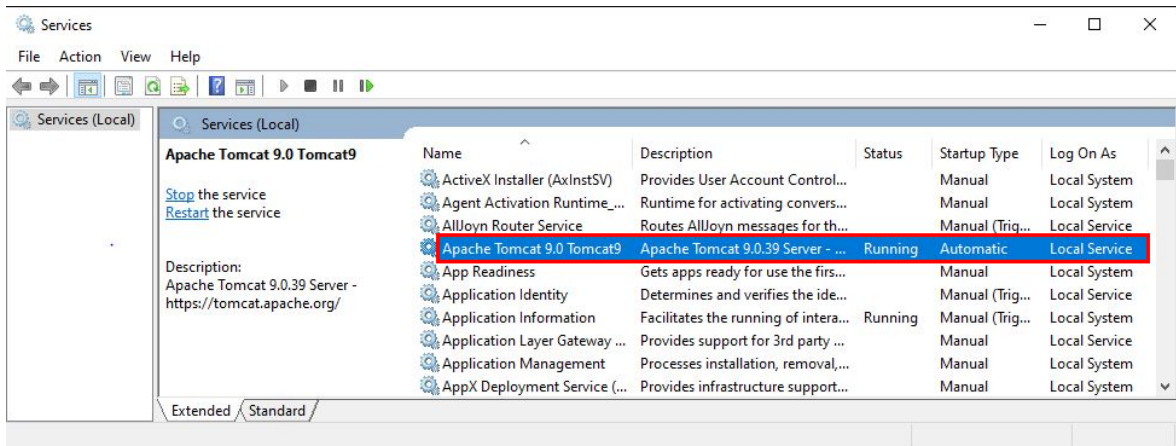 Services
File Action View Help
Services (Local)
Services (Local)
Apache Tomcat 9.0 Tomcat9
Stop the service
Restart the service
Description:
Apache Tomcat 9.0.39 Server -
https://tomcat.apache.org/
Name Description Status Startup Type Log On As
ActiveX Installer (AxInstSV) Provides User Account Control... Manual Local System
Agent Activation Runtime_... Runtime for activating convers... Manual Local System
AllJoyn Router Service Routes AllJoyn messages for th... Manual (Trig... Local Service
Apache Tomcat 9.0 Tomcat9 Apache Tomcat 9.0.39 Server - ... Running Automatic Local Service
App Readiness Gets apps ready for use the firs... Manual Local System
Application Identity Determines and verifies the ide... Manual (Trig... Local Service
Application Information Facilitates the running of intera... Running Manual (Trig... Local System
Application Layer Gateway ... Provides support for 3rd party ... Manual Local Service
Application Management Processes installation, removal,... Manual Local System
AppX Deployment Service (... Provides infrastructure support... Manual Local System
Extended Standard